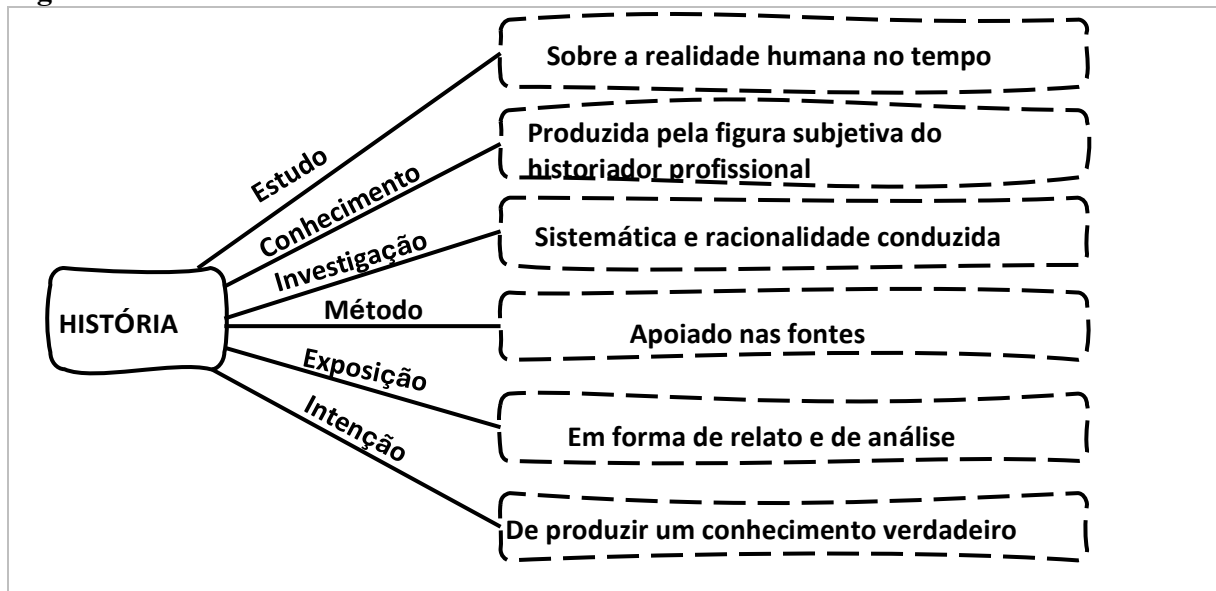 Sobre a realidade humana no tempo
Estudo
Produzida pela figura subjetiva do
historiador profissional
Conhecimento
Sistemática e racionalidade conduzida
Investigação
HISTÓRIA
Método
Apoiado nas fontes
Exposição
Em forma de relato e de análise
Intenção
De produzir um conhecimento verdadeiro